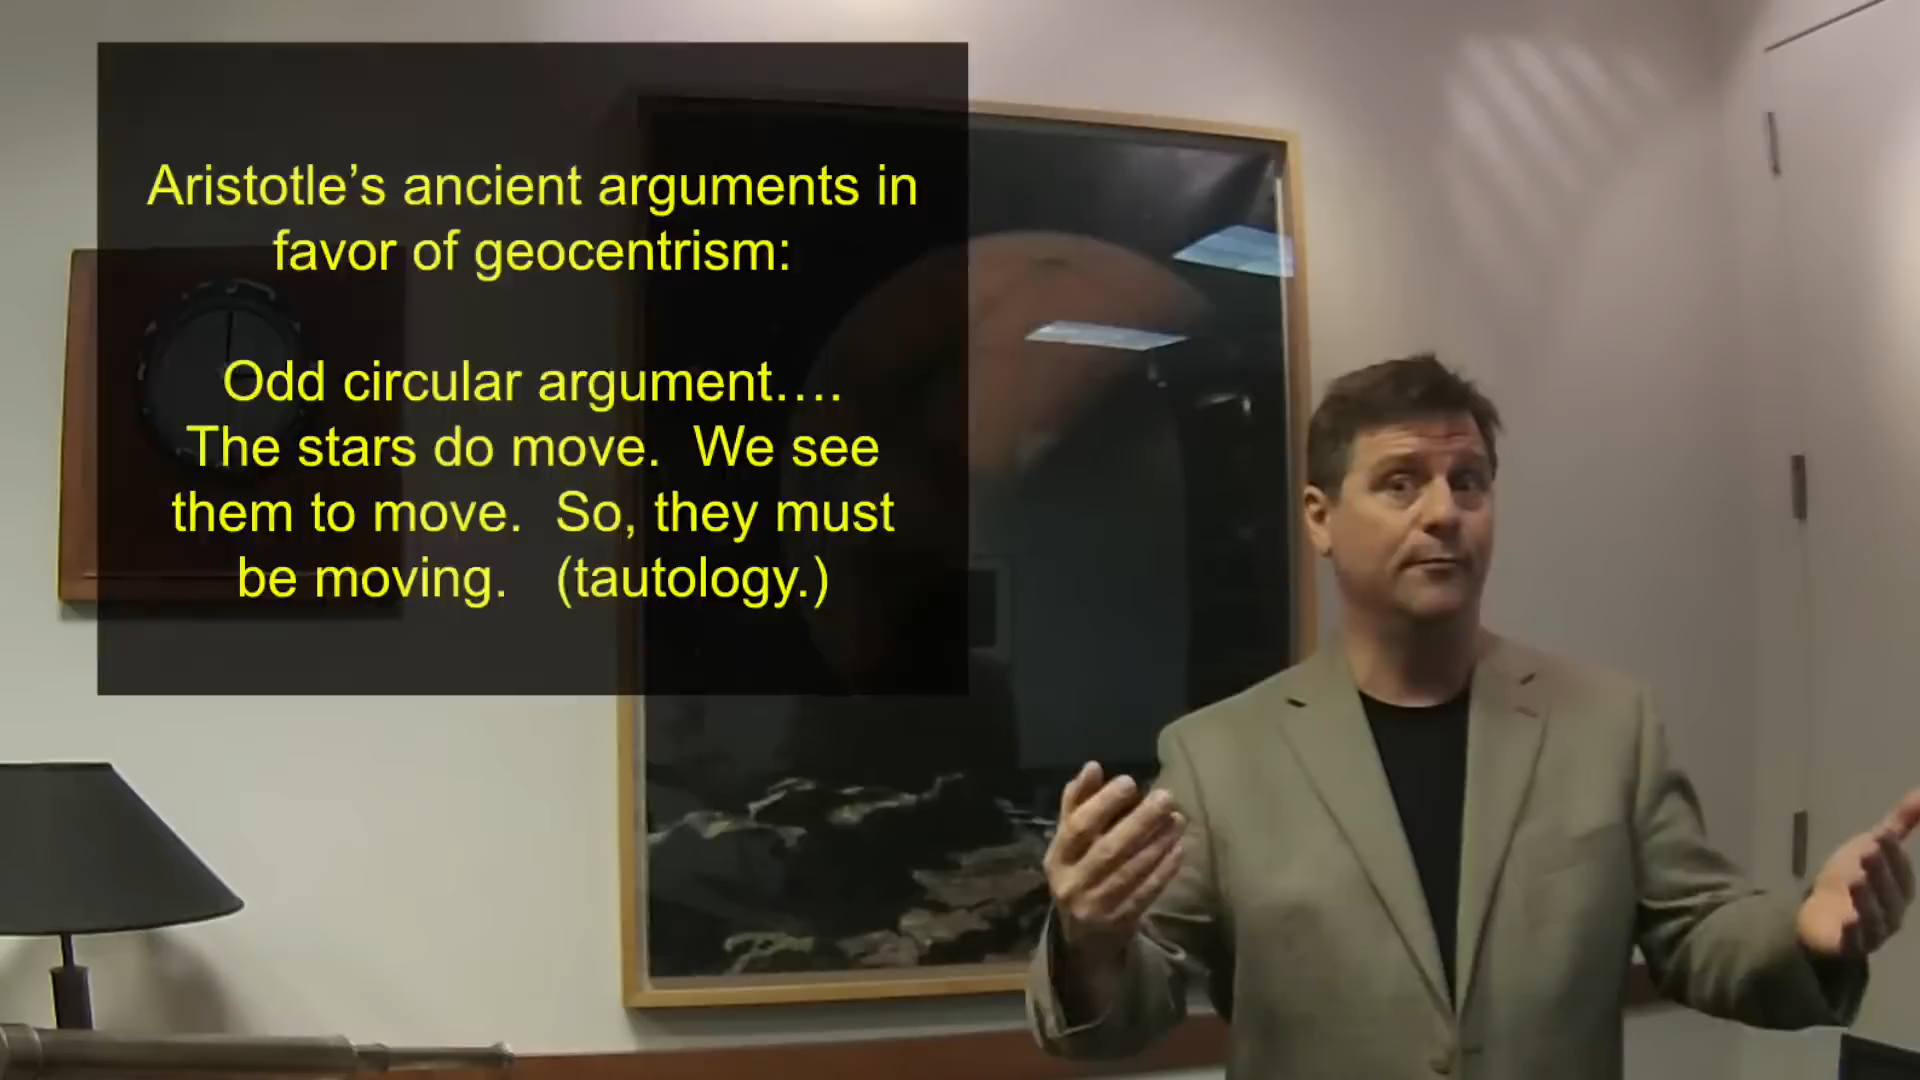 Aristotle’s ancient arguments in
favor of geocentrism:
Odd circular argument….
The stars do move.  We see
them to move.  So, they must
be moving.   (tautology.)